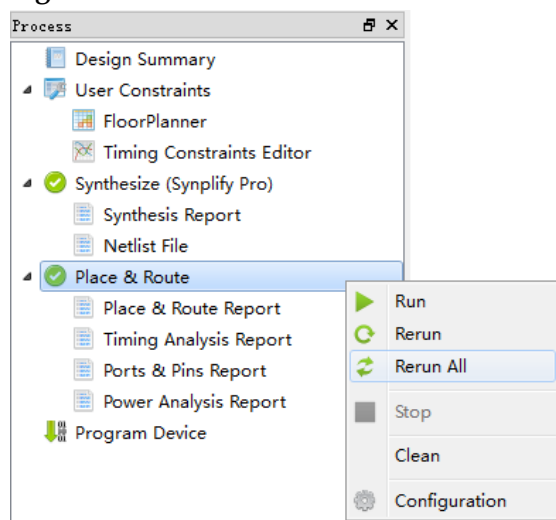 Process
Design Summary
User Constraints
FloorPlanner
Timing Constraints Editor
Synthesize (Synplify Pro)
Synthesis Report
Netlist File
Place & Route
Place & Route Report
Timing Analysis Report
Ports & Pins Report
Power Analysis Report
Program Device
Run
Rerun
Rerun All
Stop
Clean
Configuration